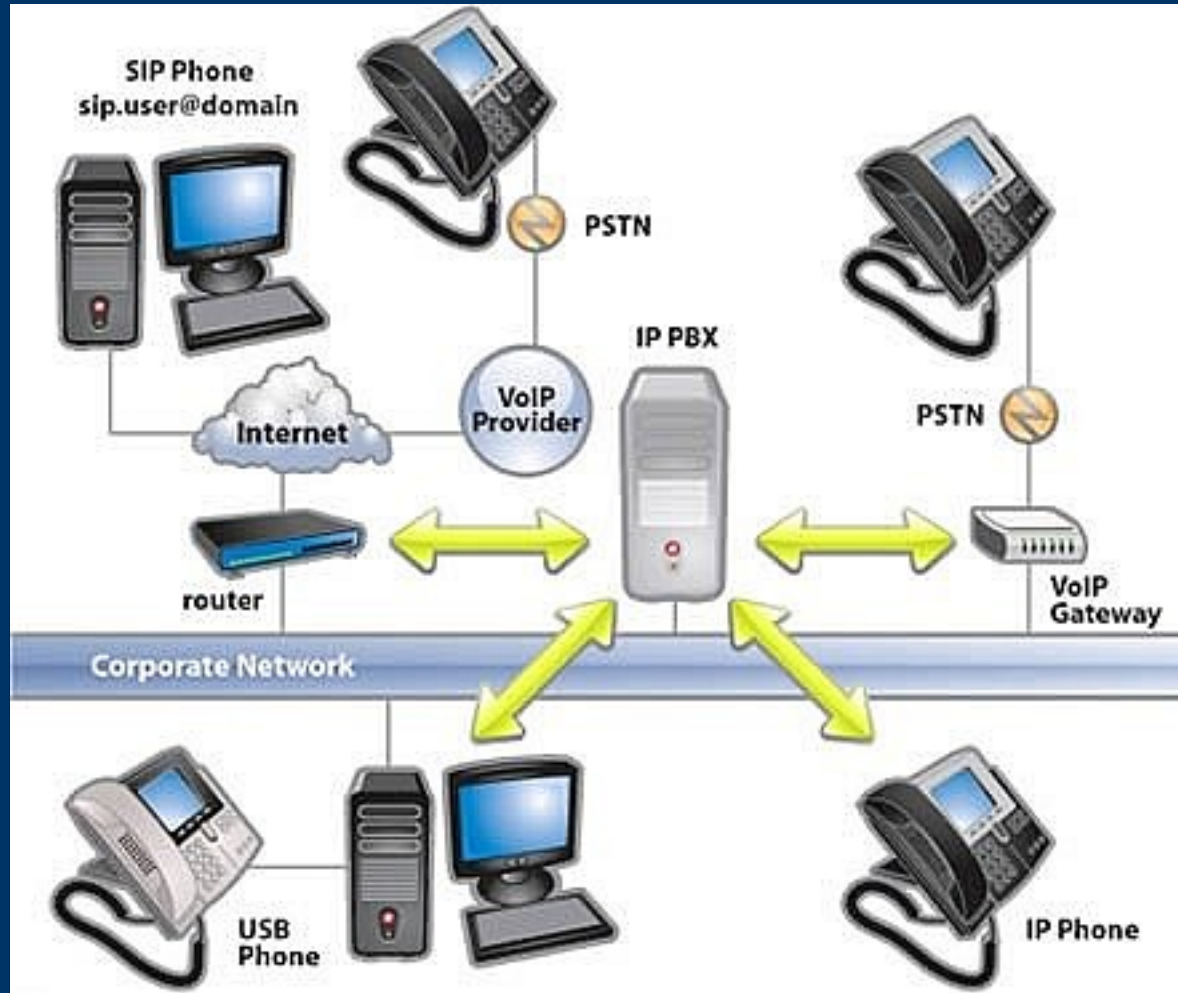 SIP Phone
sip.user@domain
PSTN
IP PBX
VoIP
Provider
Internet
PSTN
router
VoIP
Gateway
Corporate Network
USB
Phone
IP Phone